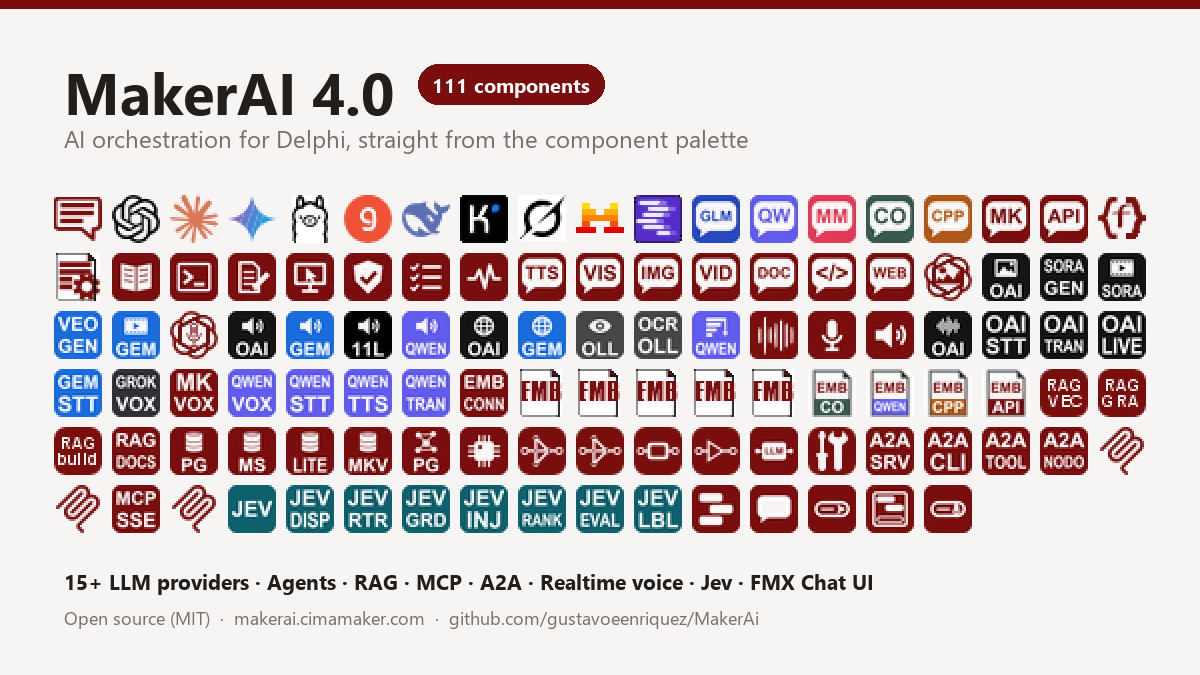 MakerAI 4.0
111 components
AI orchestration for Delphi, straight from the component palette
GLM QW MM CO CPP MK API {f}
TTS VIS IMG VID DOC </> WEB OAI SORA GEN SORA
VEO GEN GEM OAI GEM 11L QWEN OAI GEM OLL OCR OLL QWEN OAI OAI STT OAI TRAN OAI LIVE
GEM STT GROK VOX MK VOX QWEN VOX QWEN STT QWEN TTS QWEN TRAN EMB CONN EMB EMB EMB EMB EMB EMB CO EMB QWEN EMB CPP EMB API RAG VEC RAG GRA
RAG build RAG DOCS PG MS LITE MKV PG LLM A2A SRV A2A CLI A2A TOOL A2A NODO
MCP SSE JEV JEV DISP JEV RTR JEV GRD JEV INJ JEV RANK JEV EVAL JEV LBL
15+ LLM providers · Agents · RAG · MCP · A2A · Realtime voice · Jev · FMX Chat UI
Open source (MIT) · makerai.cimamaker.com · github.com/gustavoeenriquez/MakerAi